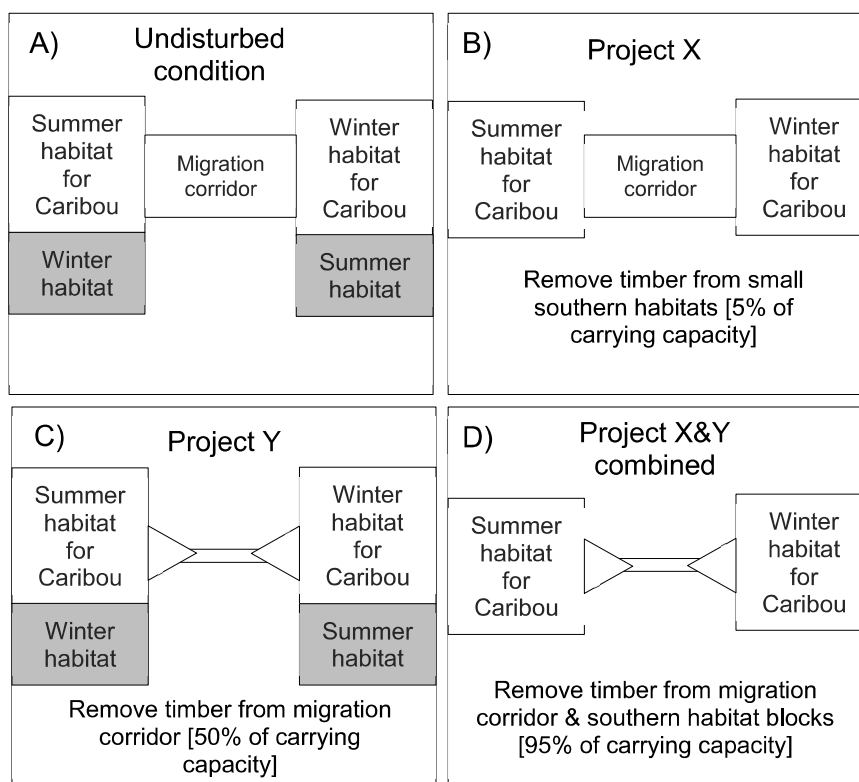 A)
Undisturbed
condition
Summer
habitat
for
Caribou
Migration
corridor
Winter
habitat
for
Caribou
Winter
habitat
Summer
habitat
B)
Project X
Summer
habitat
for
Caribou
Migration
corridor
Winter
habitat
for
Caribou
Remove timber from small
southern habitats [5% of
carrying capacity]
C)
Project Y
Summer
habitat
for
Caribou
Winter
habitat
for
Caribou
Winter
habitat
Summer
habitat
Remove timber from migration
corridor [50% of carrying
capacity]
D)
Project X&Y
combined
Summer
habitat
for
Caribou
Winter
habitat
for
Caribou
Remove timber from migration
corridor & southern habitat blocks
[95% of carrying capacity]